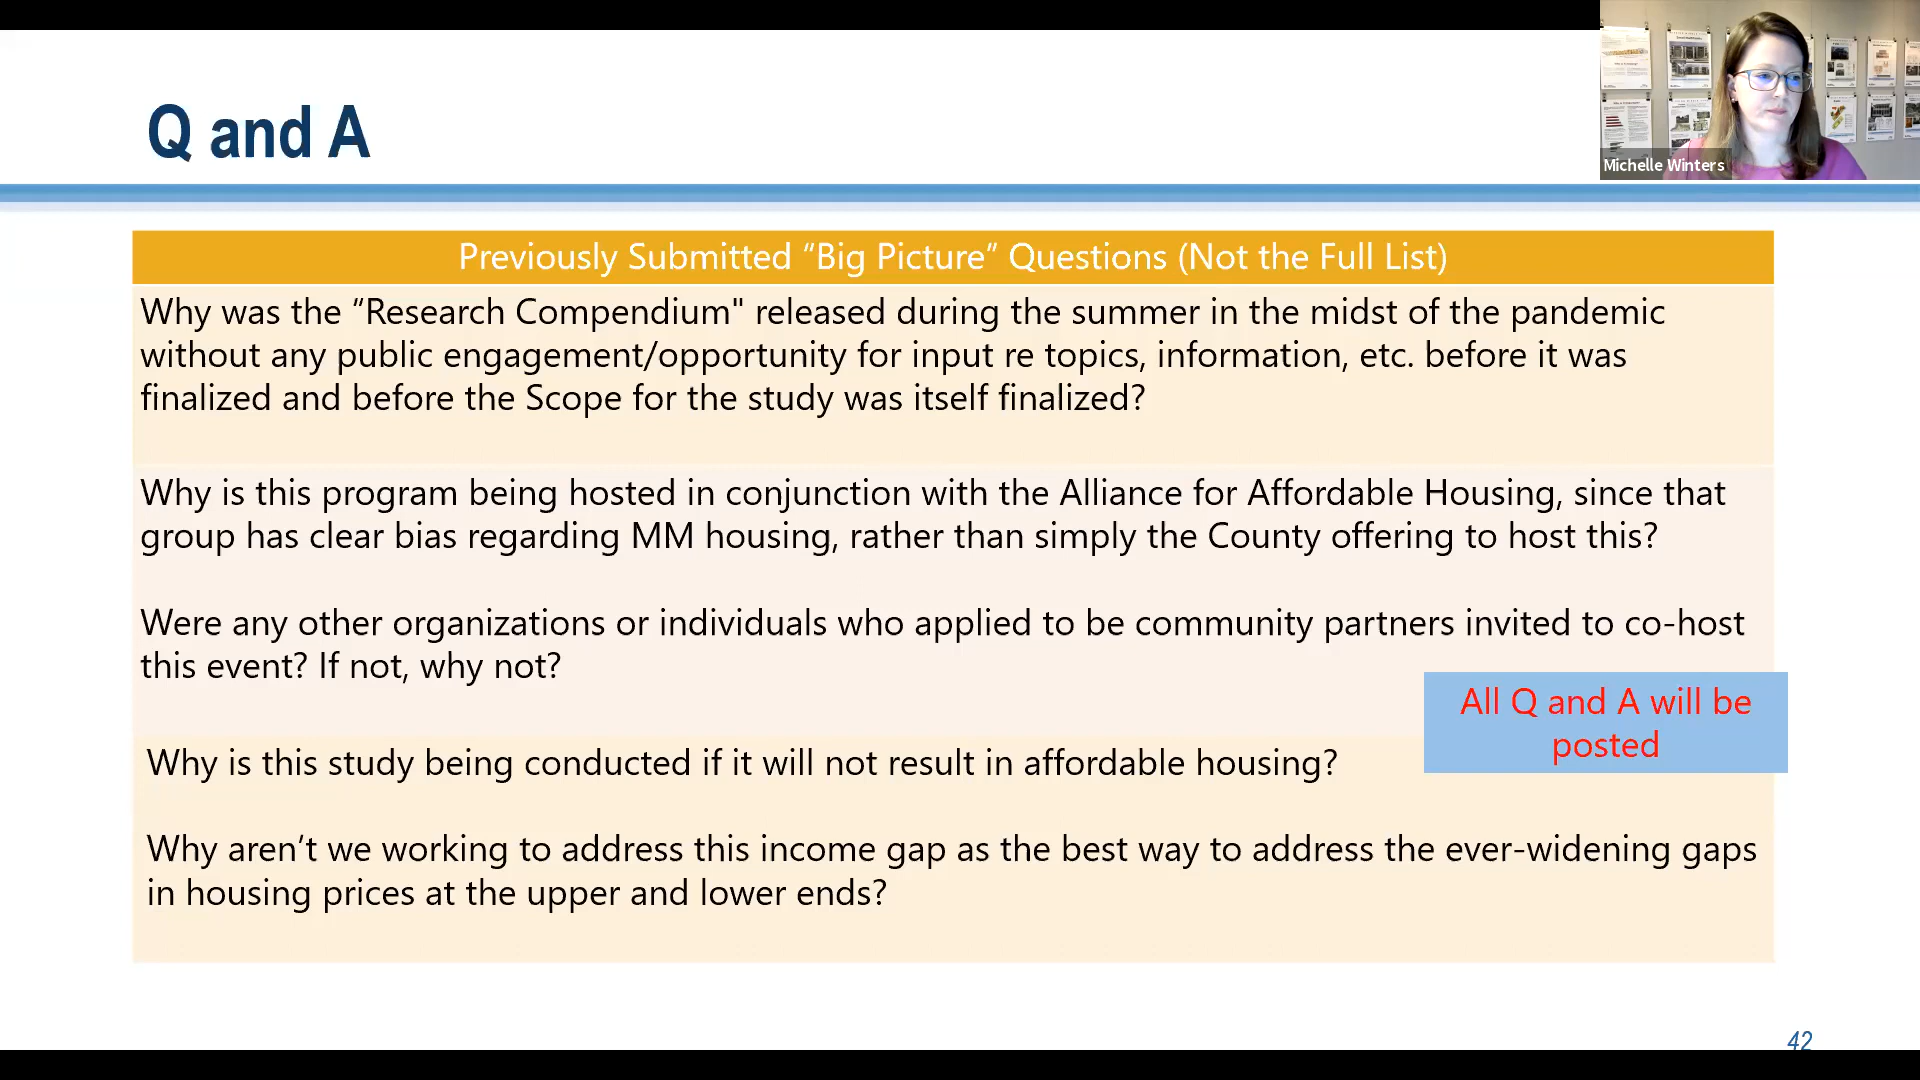 Q and A
Michelle Winters
Previously Submitted “Big Picture” Questions (Not the Full List)
Why was the “Research Compendium" released during the summer in the midst of the pandemic
without any public engagement/opportunity for input re topics, information, etc. before it was
finalized and before the Scope for the study was itself finalized?
Why is this program being hosted in conjunction with the Alliance for Affordable Housing, since that
group has clear bias regarding MM housing, rather than simply the County offering to host this?
Were any other organizations or individuals who applied to be community partners invited to co-host
this event? If not, why not?
All Q and A will be
posted
Why is this study being conducted if it will not result in affordable housing?
Why aren’t we working to address this income gap as the best way to address the ever-widening gaps
in housing prices at the upper and lower ends?
42